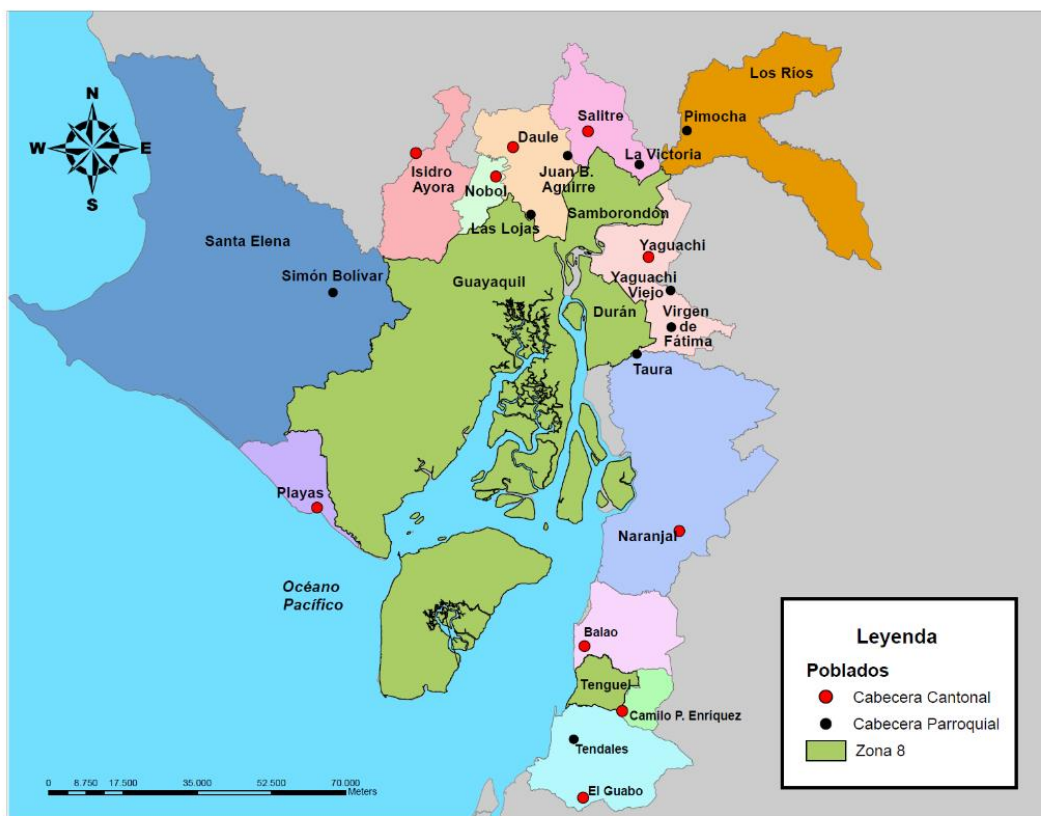 N
W
E
S
Los Ríos
Pimocha
Salitre
La Victoria
Daule
Juan B.
Aguirre
Isidro
Ayora
Nobol
Las Lojas
Samborondón
Santa Elena
Simón Bolívar
Guayaquil
Yaguachi
Yaguachi
Viejo
Durán
Virgen
de
Fátima
Taura
Playas
Naranjal
Océano
Pacífico
Balao
Tenguel
Camilo P. Enriquez
Tendales
El Guabo
Leyenda
Poblados
Cabecera Cantonal
Cabecera Parroquial
Zona 8
0 8.750 17.500 35.000 52.500 70.000
Meters